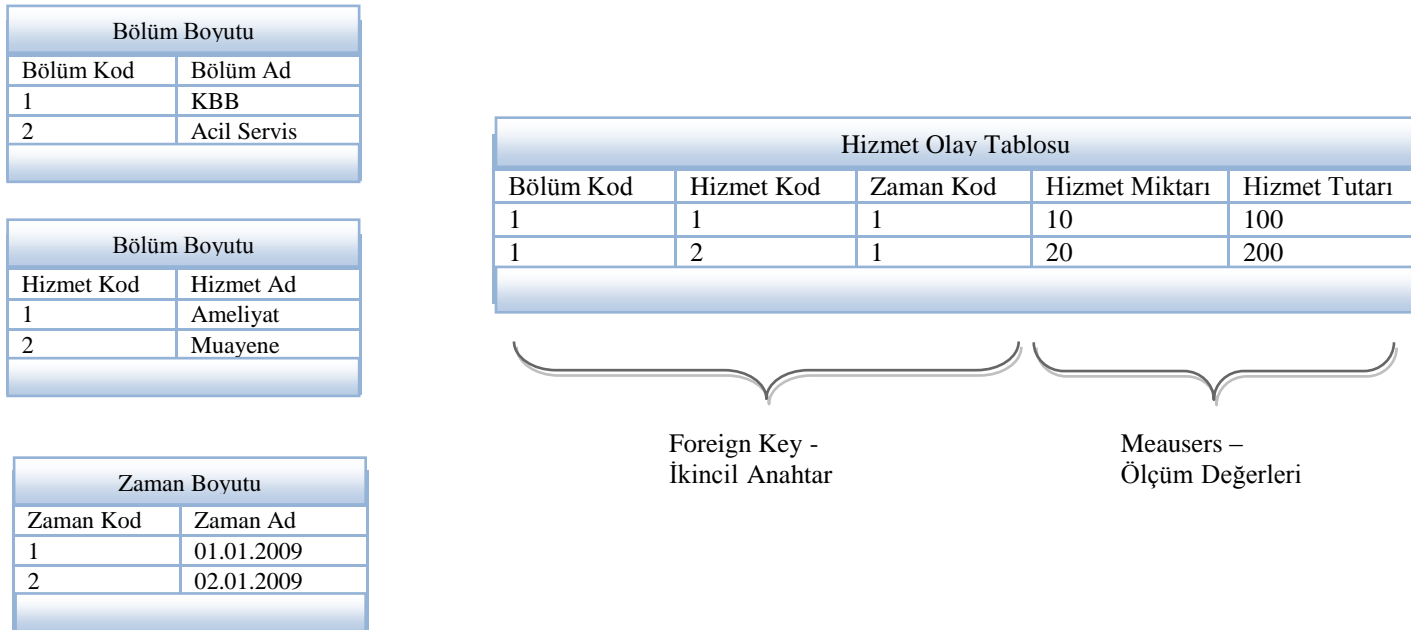 Bölüm Boyutu
Bölüm Kod Bölüm Ad
1 KBB
2 Acil Servis
Bölüm Boyutu
Hizmet Kod Hizmet Ad
1 Ameliyat
2 Muayene
Zaman Boyutu
Zaman Kod Zaman Ad
1 01.01.2009
2 02.01.2009
Hizmet Olay Tablosu
Bölüm Kod Hizmet Kod Zaman Kod Hizmet Miktarı Hizmet Tutarı
1 1 1 10 100
1 2 1 20 200
Foreign Key -
İkincil Anahtar
Meausers –
Ölçüm Değerleri